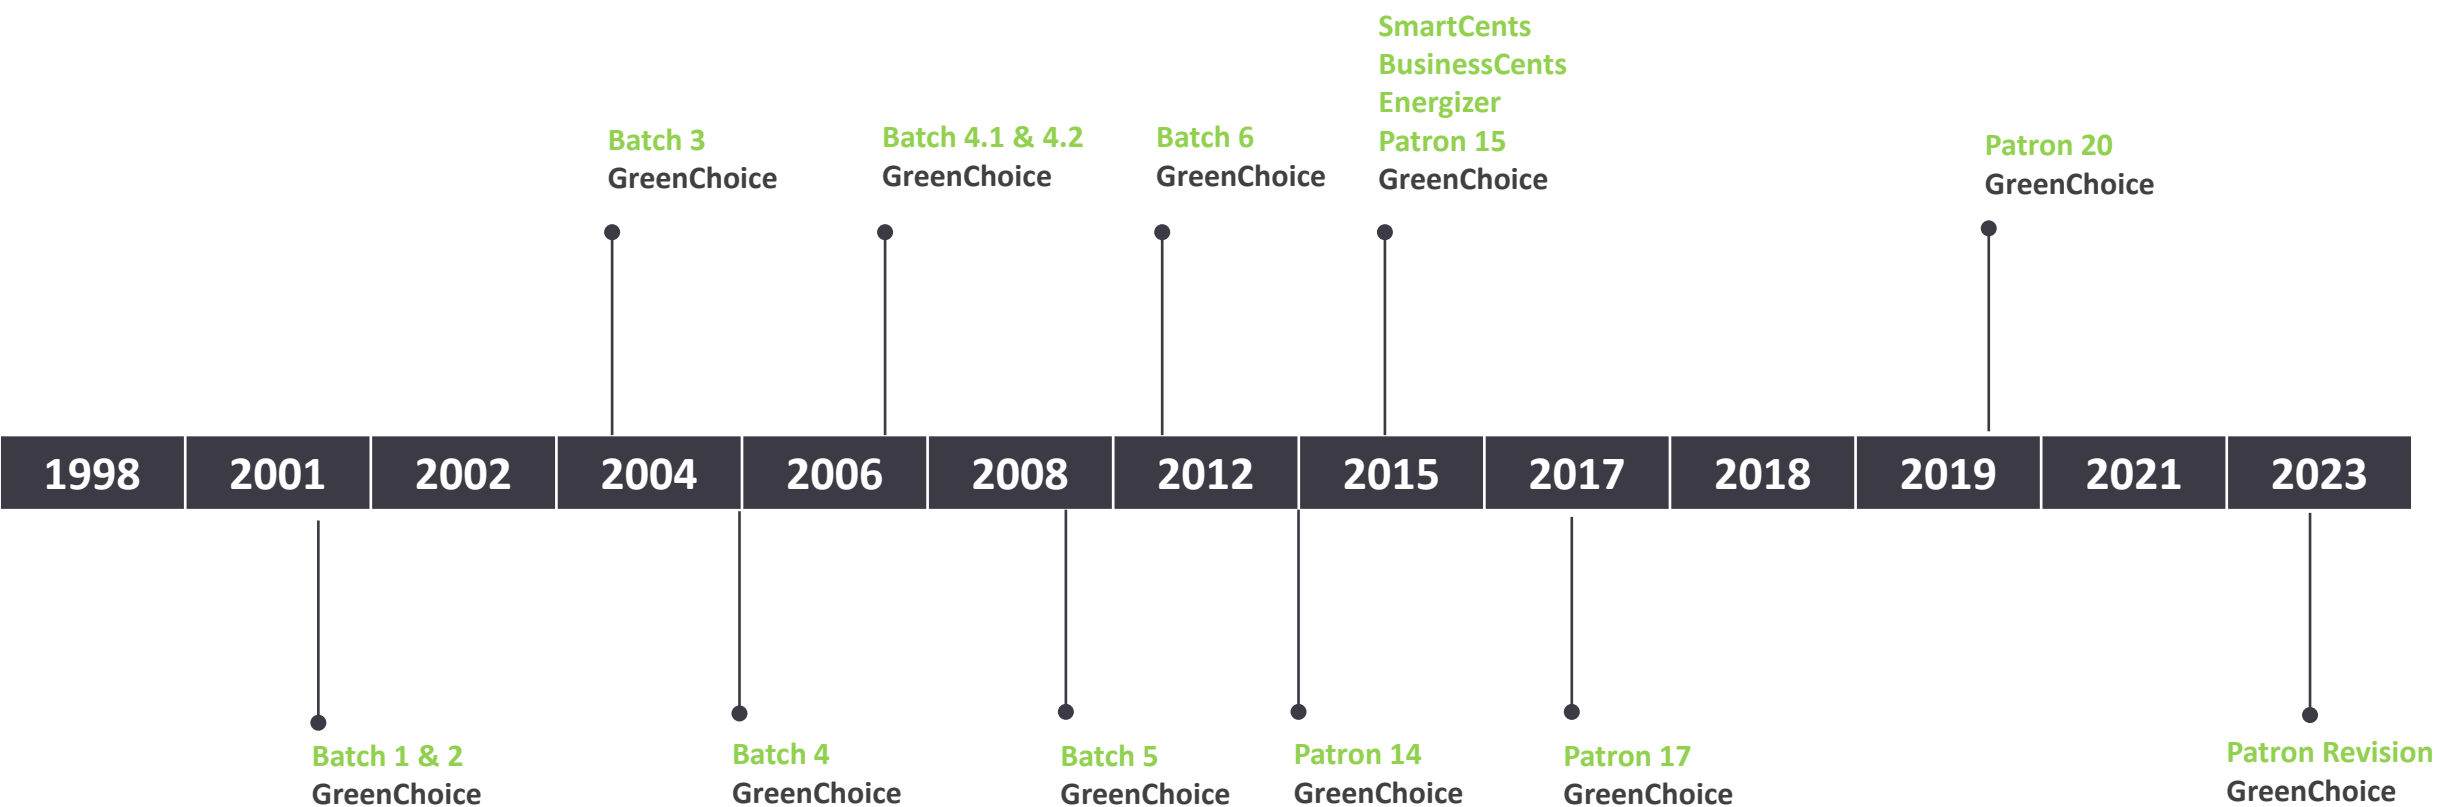 SmartCents
BusinessCents
Energizer
Patron 15
GreenChoice
Batch 3
GreenChoice
Batch 4.1 & 4.2
GreenChoice
Batch 6
GreenChoice
Patron 20
GreenChoice
1998 2001 2002 2004 2006 2008 2012 2015 2017 2018 2019 2021 2023
Batch 1 & 2
GreenChoice
Batch 4
GreenChoice
Batch 5
GreenChoice
Patron 14
GreenChoice
Patron 17
GreenChoice
Patron Revision
GreenChoice